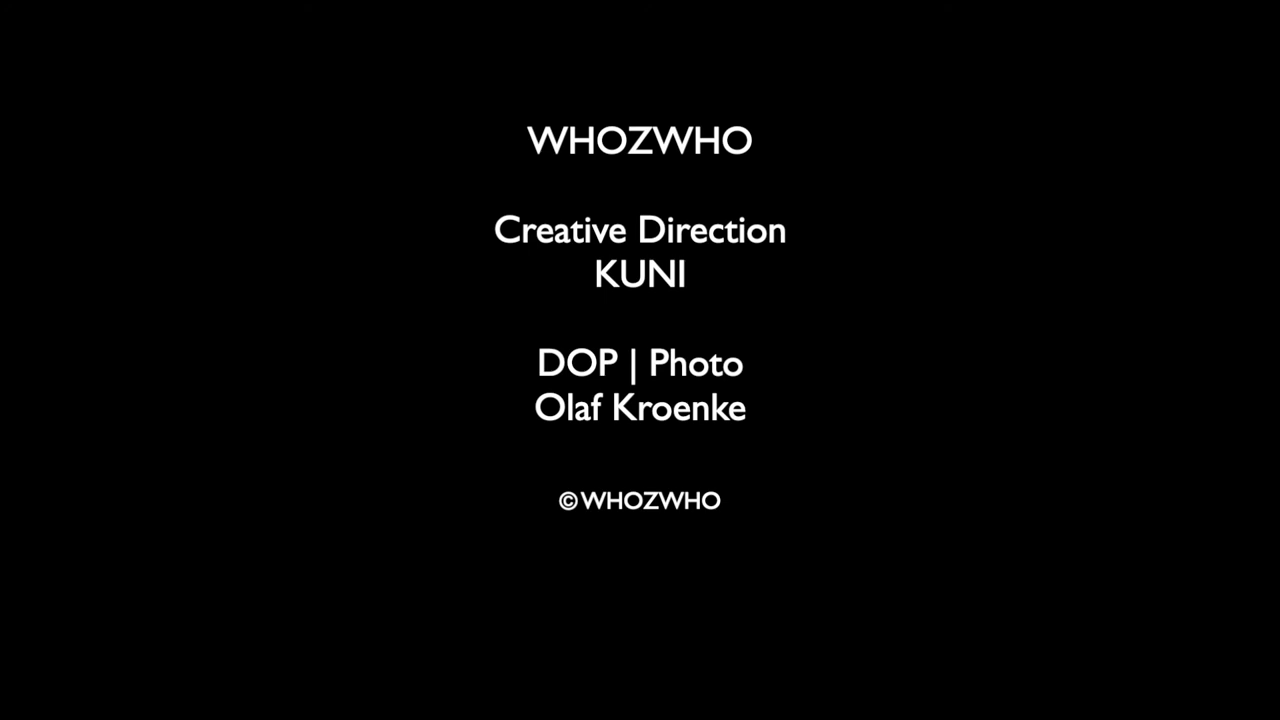 WHOZWHO
Creative Direction
KUNI
DOP | Photo
Olaf Kroenke
© WHOZWHO